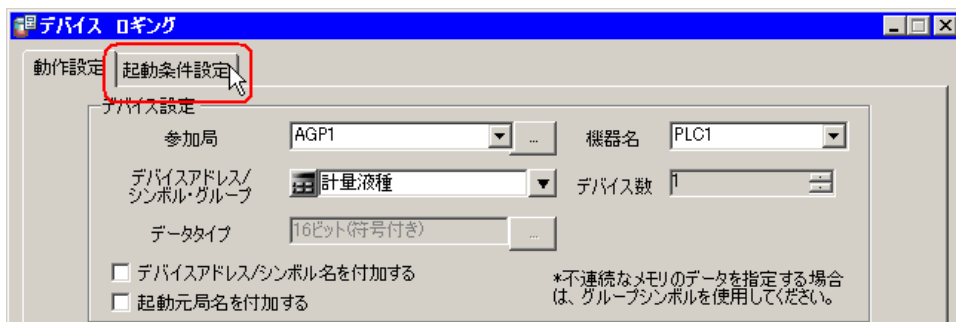 デバイス ロギング
動作設定 起動条件設定
デバイス設定
参加局 AGP1 ... 機器名 PLC1
デバイスアドレス/
シンボル・グループ 計量液種 デバイス数 1
データタイプ 16ビット(符号付き) ...
デバイスアドレス/シンボル名を付加する
起動元局名を付加する
*不連続なメモリのデータを指定する場合
は、グループシンボルを使用してください。